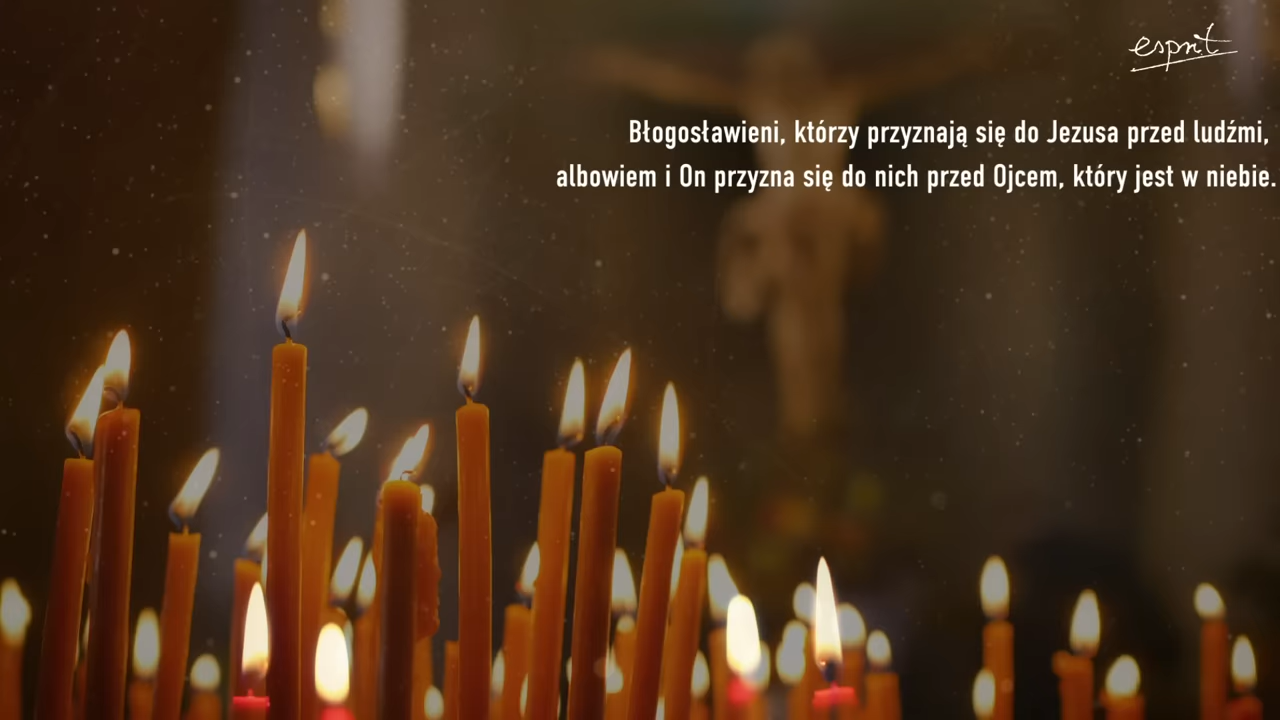 esprit
Błogosławieni, którzy przyznają się do Jezusa przed ludźmi,
albowiem i On przyzna się do nich przed Ojcem, który jest w niebie.